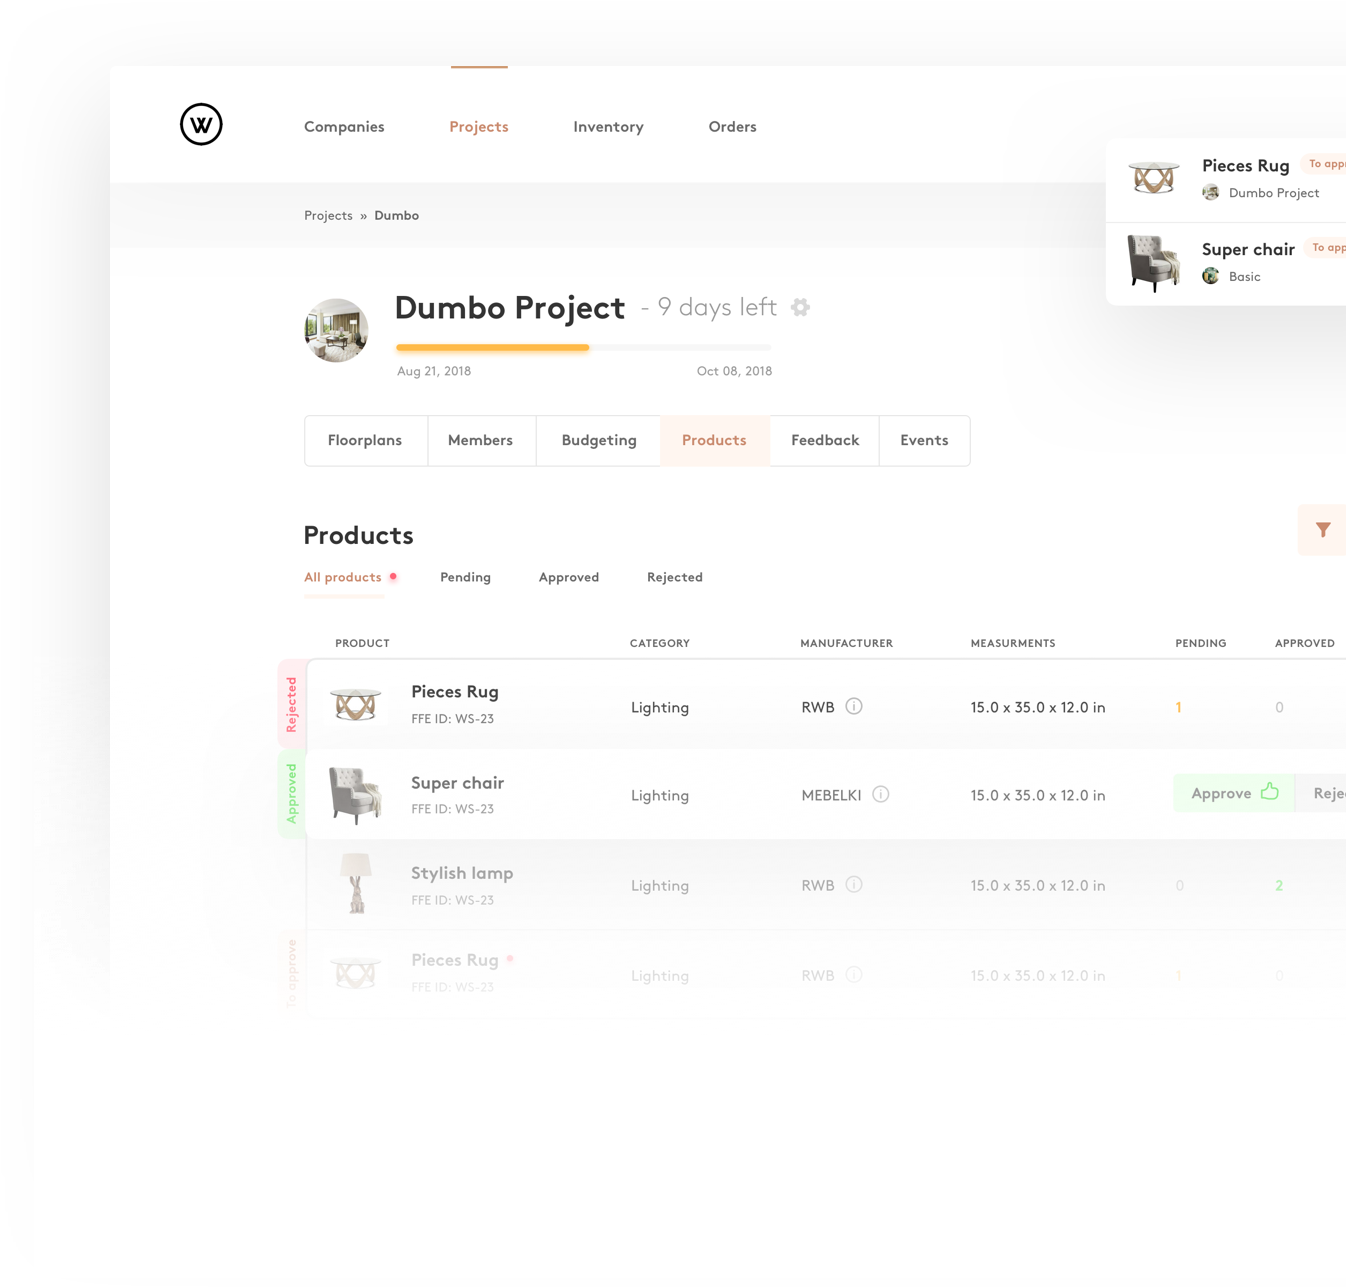 W
Companies Projects Inventory Orders
Pieces Rug To appr
Dumbo Project
Super chair To app
Basic
Projects » Dumbo
Dumbo Project - 9 days left
Aug 21, 2018 Oct 08, 2018
Floorplans Members Budgeting Products Feedback Events
Products
All products Pending Approved Rejected
PRODUCT CATEGORY MANUFACTURER MEASURMENTS PENDING APPROVED
Rejected
Pieces Rug
FFE ID: WS-23
Lighting RWB 15.0 x 35.0 x 12.0 in 1 0
Approved
Super chair
FFE ID: WS-23
Lighting MEBELKI 15.0 x 35.0 x 12.0 in Approve Reje
Stylish lamp
FFE ID: WS-23
Lighting RWB 15.0 x 35.0 x 12.0 in 0 2
To approve
Pieces Rug
FFE ID: WS-23
Lighting RWB 15.0 x 35.0 x 12.0 in 1 0